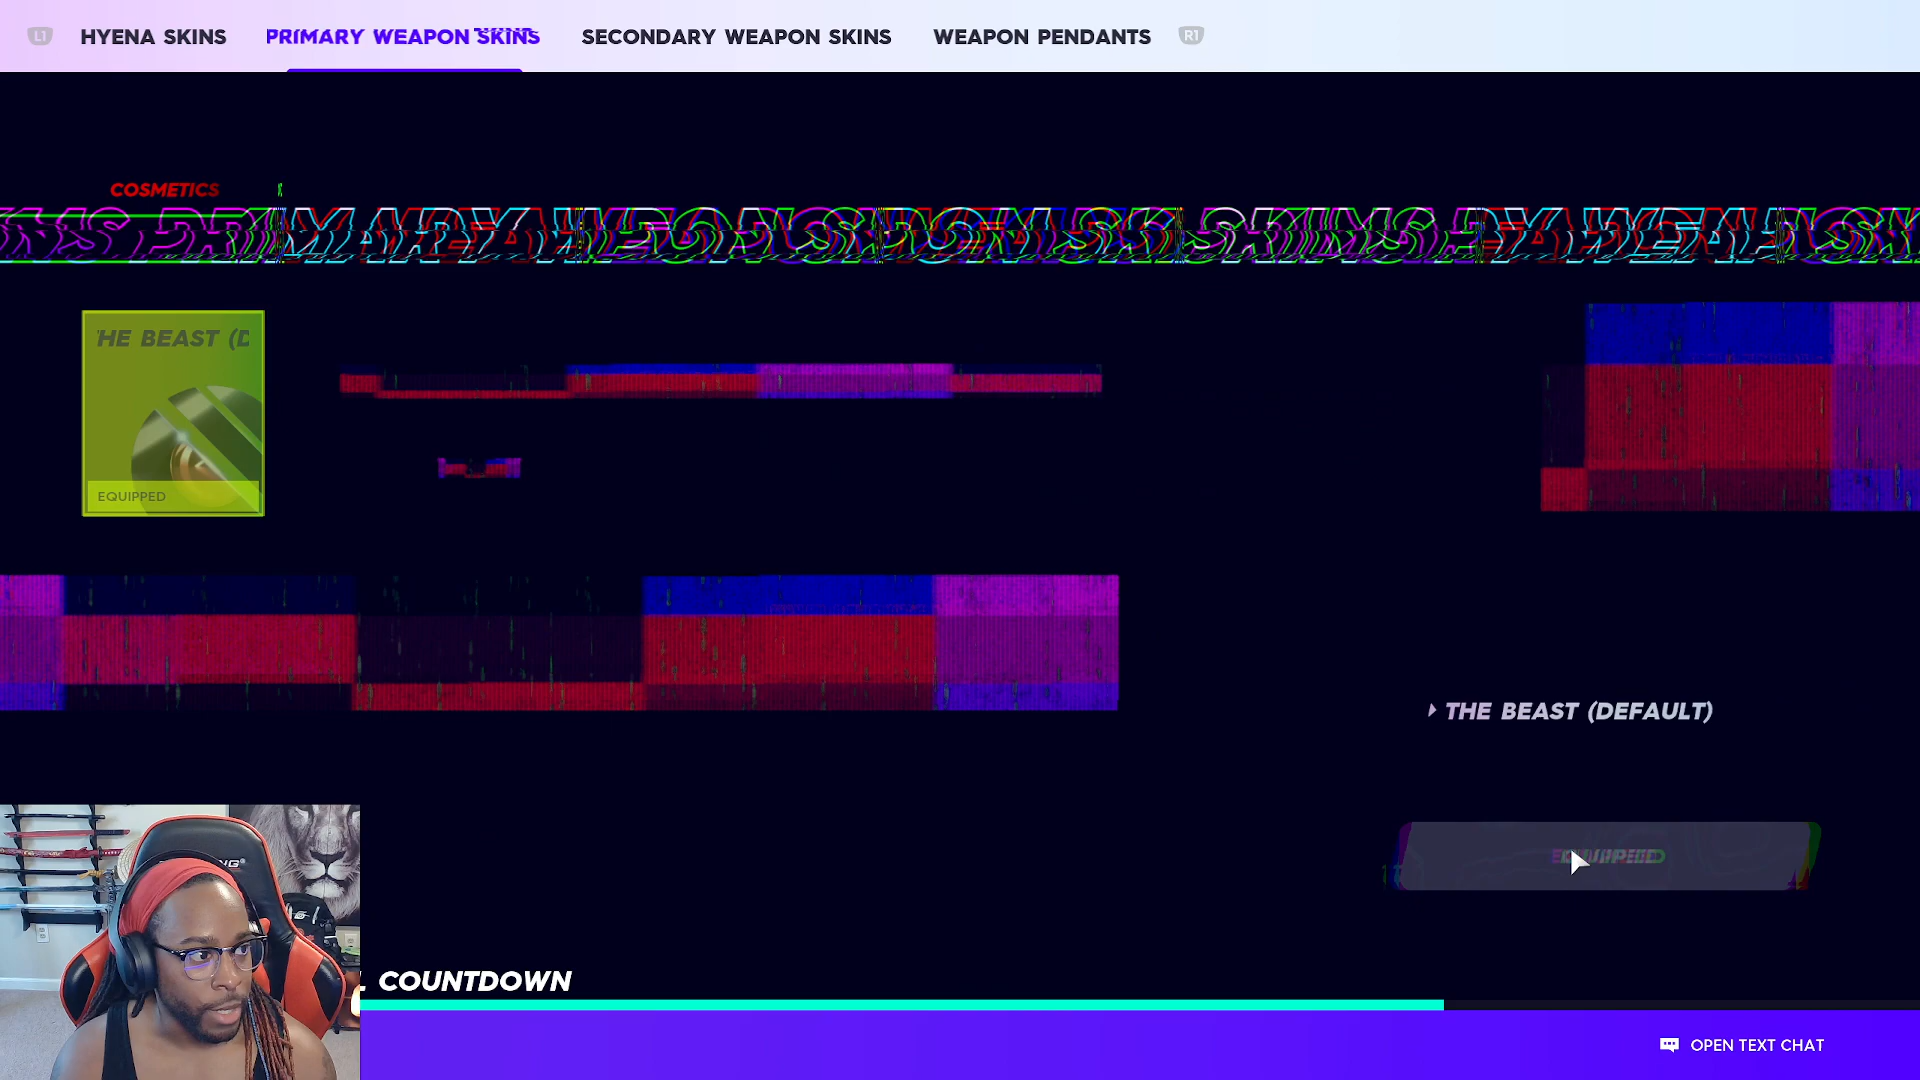 L1 HYENA SKINS PRIMARY WEAPON SKINS SECONDARY WEAPON SKINS WEAPON PENDANTS R1
COSMETICS
HE BEAST (D
EQUIPPED
THE BEAST (DEFAULT)
EQUIPPED
COUNTDOWN
OPEN TEXT CHAT